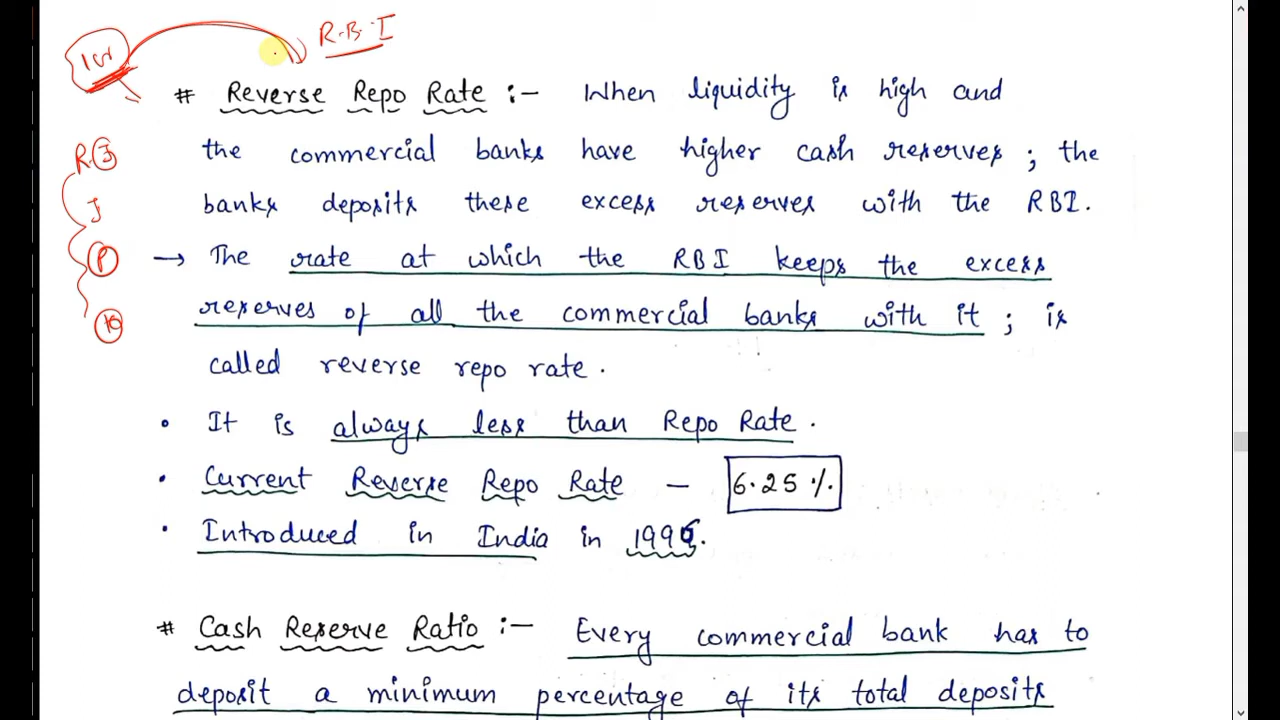 R.B.I
# Reverse Repo Rate :- When liquidity is high and
the commercial banks have higher cash reserves ; the
banks deposits these excess reserves with the RBI.
→ The rate at which the RBI keeps the excess
reserves of all the commercial banks with it ; is
called reverse repo rate.
• It is always less than Repo Rate.
• Current Reverse Repo Rate – 6.25 %.
• Introduced in India in 1996.
# Cash Reserve Ratio :- Every commercial bank has to
deposit a minimum percentage of its total deposits